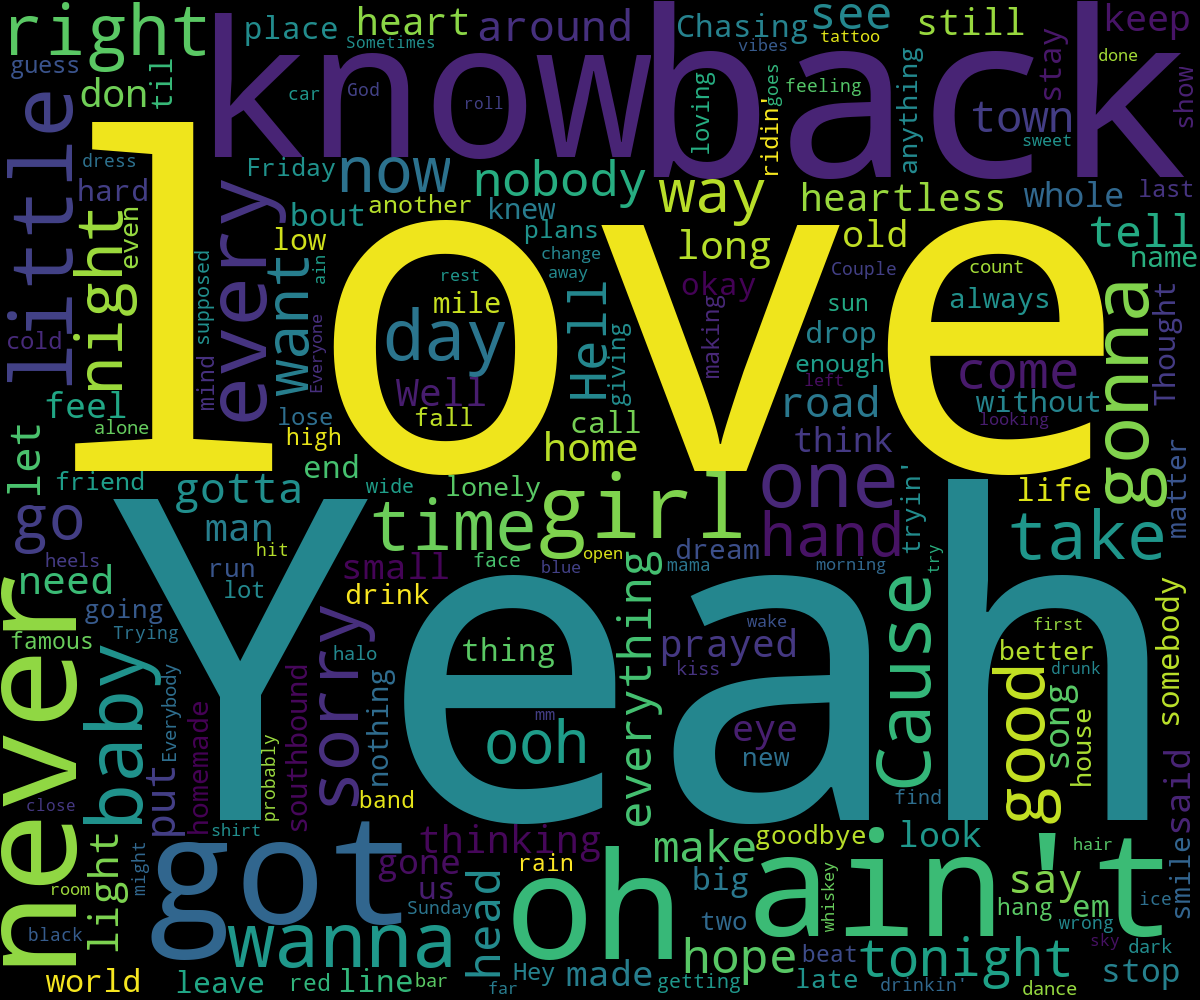 right
place
heart
Sometimes
around
Chasing
see
vibes
tattoo
still
keep
done
guess
don
til
know
car
God
roll
back
loving
ridin'
goes
feeling
anything
town
sweet
stay
show
little
dress
hard
Friday
now
nobody
way
heartless
whole
last
night
even
every
bout
another
knew
plans
long
old
tell
name
love
low
want
ain
change
away
rest
mile
okay
Couple
count
always
sun
supposed
cold
mind
Everyone
day
Hell
giving
making
drop
enough
left
come
gonna
Thought
feel
alone
lose
high
Well
fall
call
home
road
without
looking
think
let
friend
gotta
end
wide
lonely
time
girl
one
tryin'
life
matter
go
man
hit
run
lot
small
face
open
blue
dream
mama
hand
morning
cause
try
take
heels
need
going
Trying
famous
never
baby
Yeah
drink
halo
thing
everything
prayed
kiss
wake
first
better
drunk
somebody
Everybody
homemade
southbound
sorry
nothing
mm
ooh
eye
new
good
song
house
put
probably
close
shirt
band
find
smile
said
light
might
got
thinking
gone
us
rain
make
goodbye
look
ain't
hair
say
room
black
Sunday
head
oh
big
two
whiskey
hang
em
ice
wrong
sky
dark
wanna
hope
beat
tonight
world
leave
red
line
bar
far
Hey
made
getting
late
drinkin'
dance
stop